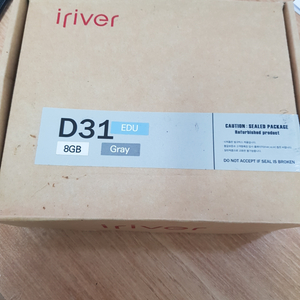 iriver
D31 EDU
8GB Gray
CAUTION : SEALED PACKAGE
Refurbished product
DO NOT ACCEPT IF SEAL IS BROKEN
iriver